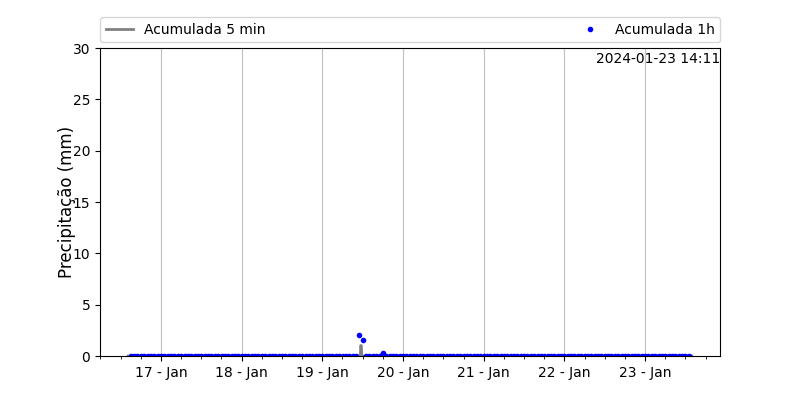 Acumulada 5 min
Acumulada 1h
2024-01-23 14:11
Precipitação (mm)
30
25
20
15
10
5
0
17 - Jan
18 - Jan
19 - Jan
20 - Jan
21 - Jan
22 - Jan
23 - Jan